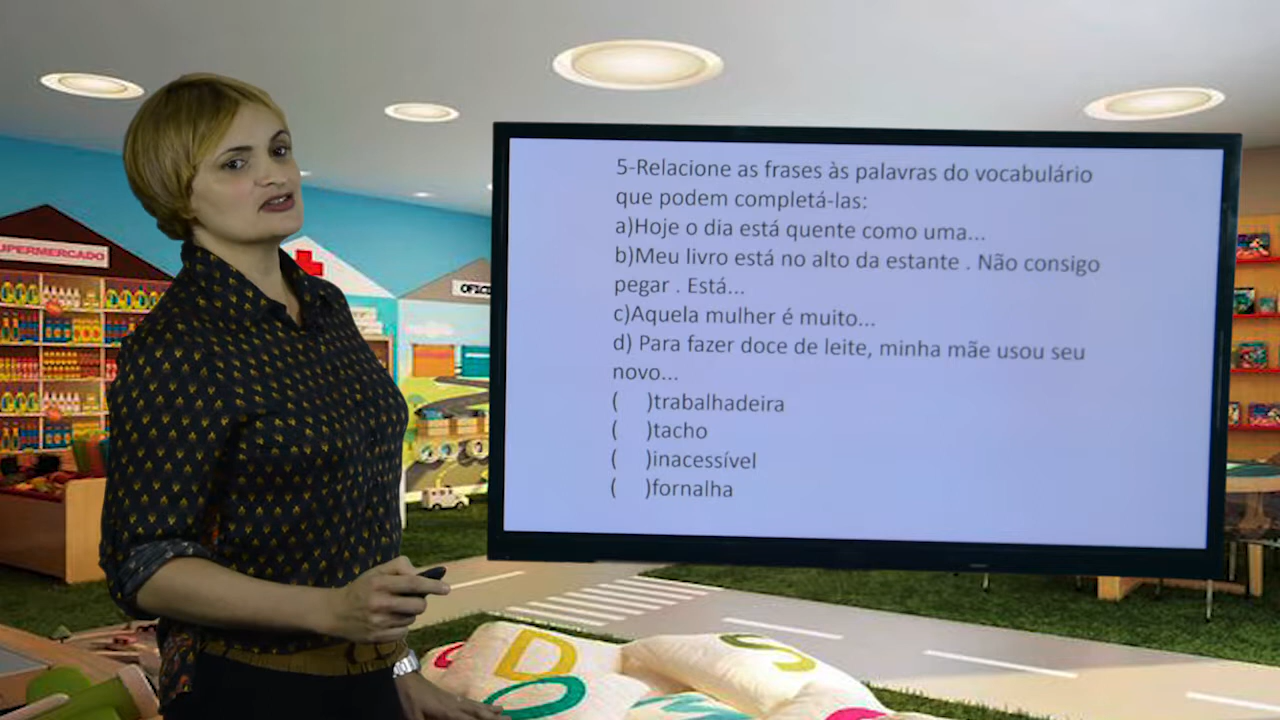 UPERMERCADO
OFIC
5-Relacione as frases às palavras do vocabulário
que podem completá-las:
a)Hoje o dia está quente como uma...
b)Meu livro está no alto da estante . Não consigo
pegar . Está...
c)Aquela mulher é muito...
d) Para fazer doce de leite, minha mãe usou seu
novo...
( )trabalhadeira
( )tacho
( )inacessível
( )fornalha
D
S
O